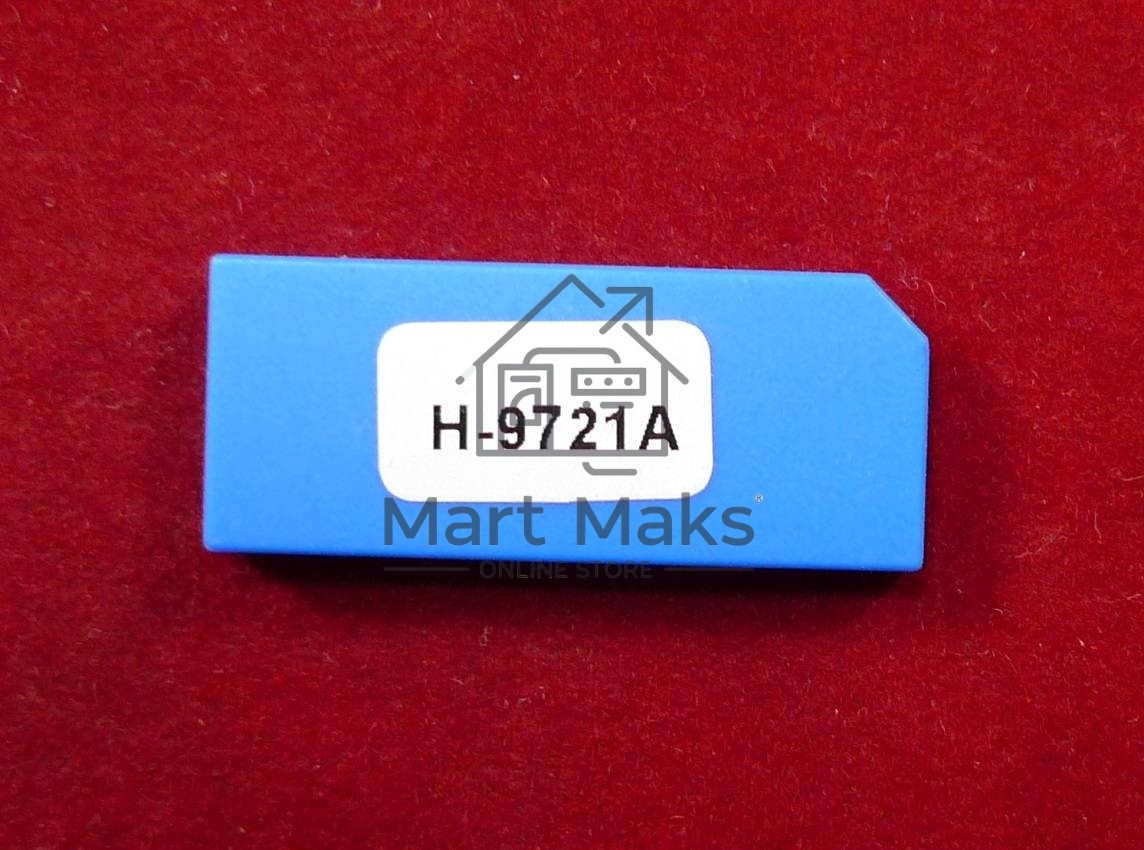 H-9721A
Mart Maks®
ONLINE STORE